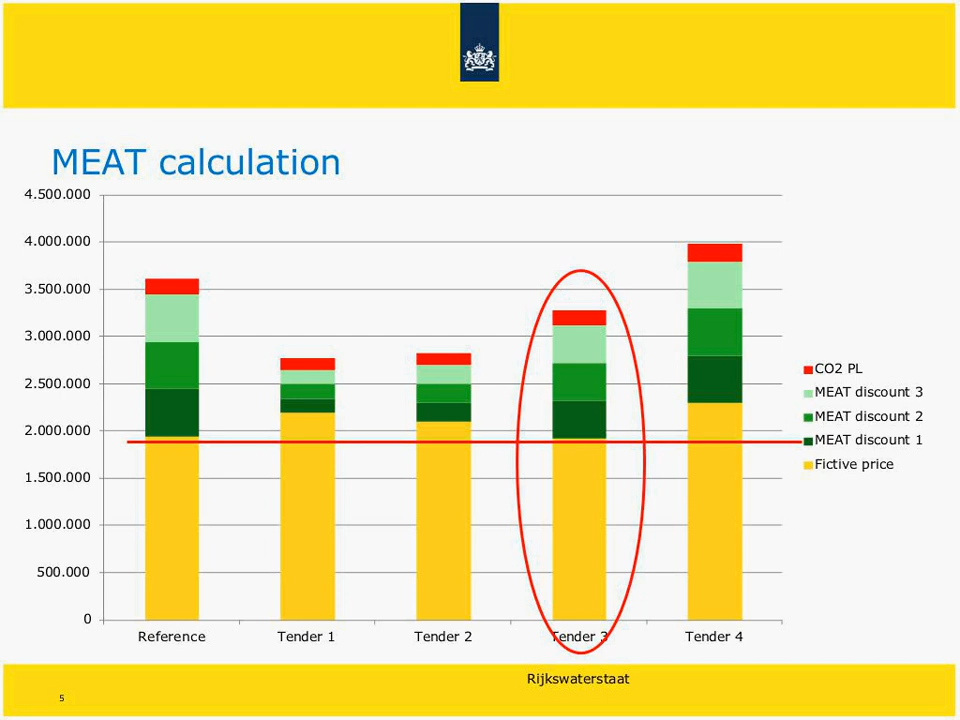 MEAT calculation
4.500.000
4.000.000
3.500.000
3.000.000
2.500.000
2.000.000
1.500.000
1.000.000
500.000
0
Reference Tender 1 Tender 2 Tender 3 Tender 4
CO2 PL
MEAT discount 3
MEAT discount 2
MEAT discount 1
Fictive price
Rijkswaterstaat
5